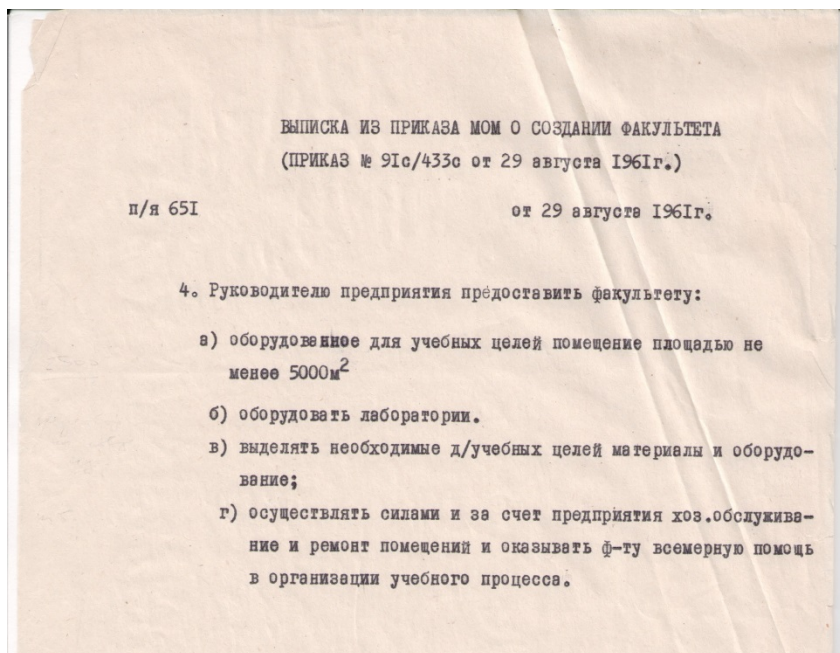 ВЫПИСКА ИЗ ПРИКАЗА МОМ О СОЗДАНИИ ФАКУЛЬТЕТА
(ПРИКАЗ № 91с/433с от 29 августа 1961г.)
п/я 651 от 29 августа 1961г.
4. Руководителю предприятия предоставить факультету:
а) оборудованное для учебных целей помещение площадью не
менее 5000м²
б) оборудовать лаборатории.
в) выделять необходимые д/учебных целей материалы и оборудо-
вание;
г) осуществлять силами и за счет предприятия хоз.обслужива-
ние и ремонт помещений и оказывать ф-ту всемерную помощь
в организации учебного процесса.